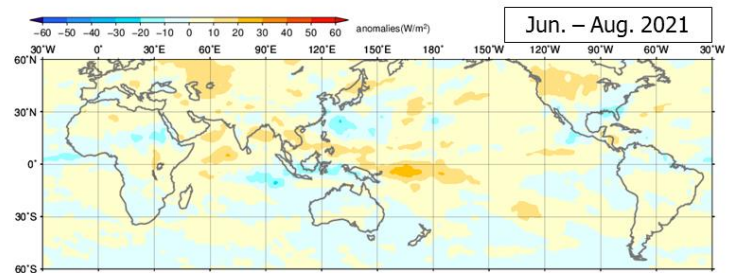 −60 −50 −40 −30 −20 −10 0 10 20 30 40 50 60
anomalies(W/m²)
Jun. – Aug. 2021
30°W 0° 30°E 60°E 90°E 120°E 150°E 180° 150°W 120°W 90°W 60°W 30°W
60°N
30°N
0°
30°S
60°S